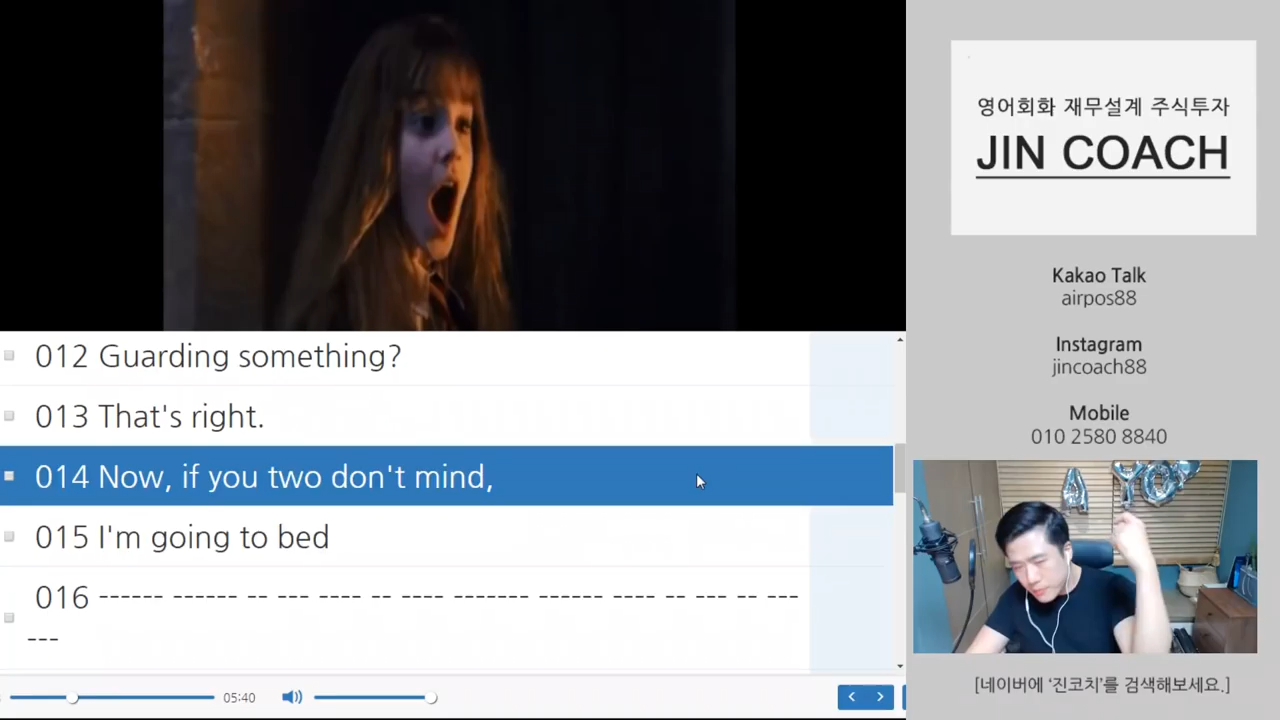 012 Guarding something?
013 That's right.
014 Now, if you two don't mind,
015 I'm going to bed
016 ------ ------ -- --- ---- -- ---- ------- ------ ---- -- --- -- ---
---
05:40
영어회화 재무설계 주식투자
JIN COACH
Kakao Talk
airpos88
Instagram
jincoach88
Mobile
010 2580 8840
A YO!
[네이버에 '진코치'를 검색해보세요.]